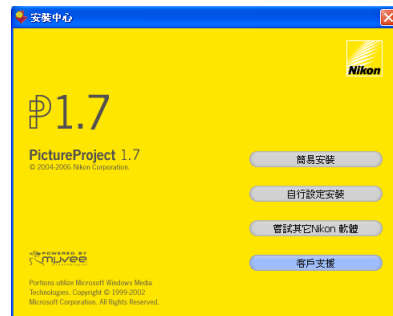 安裝中心
Nikon
P1.7
PictureProject 1.7
© 2004-2006 Nikon Corporation.
簡易安裝
自行設定安裝
嘗試其它Nikon 軟體
客戶支援
POWERED BY
muvee
Portions utilize Microsoft Windows Media
Technologies. Copyright © 1999-2002
Microsoft Corporation. All Rights Reserved.